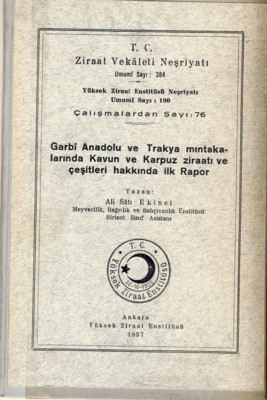 T. C.
Ziraat Vekâleti Neşriyatı
Umumî Sayı: 284
Yüksek Ziraat Enstitüsü Neşriyatı
Umumî Sayı: 100
Çalışmalardan Sayı: 76
Garbî Anadolu ve Trakya mıntaka-
larında Kavun ve Karpuz ziraatı ve
çeşitleri hakkında ilk Rapor
Yazan:
Ali Sâtı Ekinci
Meyvecilik, Bağcılık ve Bahçıvanlık Enstitüsü
Birinci Sınıf Asistanı
T. C.
Yüksek Ziraat Enstitüsü
Ankara
Yüksek Ziraat Enstitüsü
1937